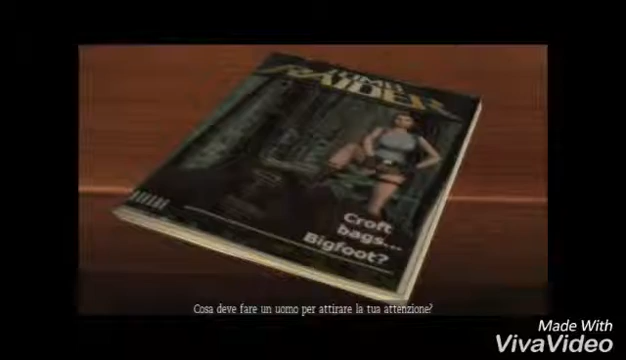 TOMB
RAIDER
Croft
bags...
Bigfoot?
Cosa deve fare un uomo per attirare la tua attenzione?
Made With
VivaVideo